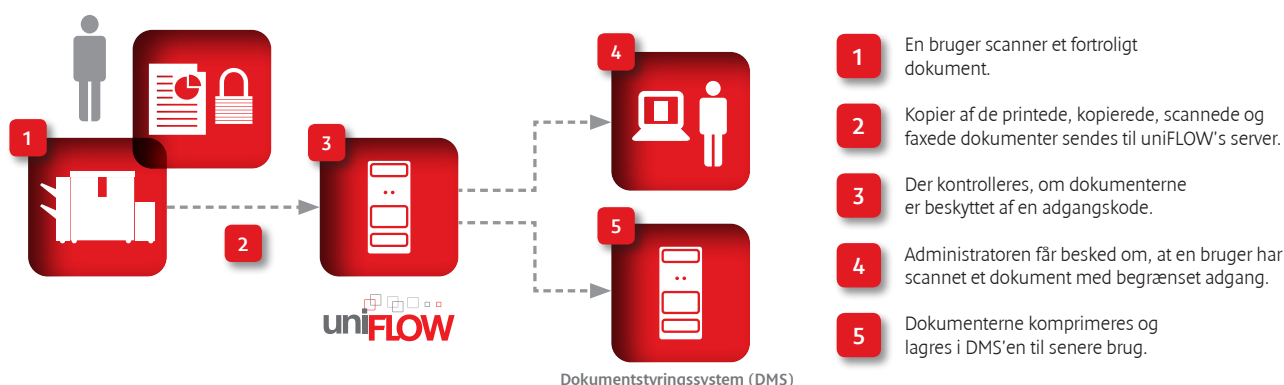 1
2
3
uniFLOW
4
5
Dokumentstyringssystem (DMS)
1
En bruger scanner et fortroligt
dokument.
2
Kopier af de printede, kopierede, scannede og
faxede dokumenter sendes til uniFLOW's server.
3
Der kontrolleres, om dokumenterne
er beskyttet af en adgangskode.
4
Administratoren får besked om, at en bruger har
scannet et dokument med begrænset adgang.
5
Dokumenterne komprimeres og
lagres i DMS'en til senere brug.